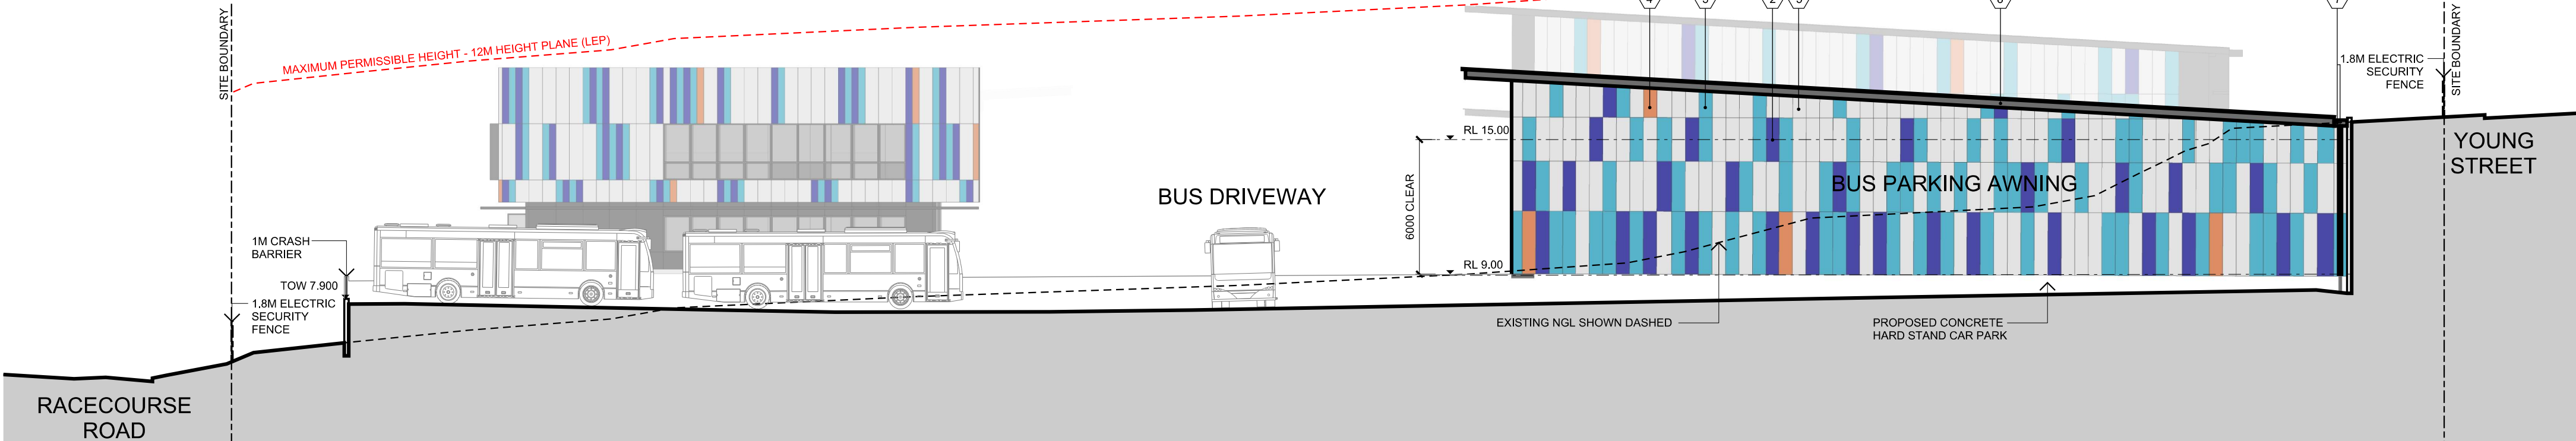 SITE BOUNDARY
MAXIMUM PERMISSIBLE HEIGHT - 12M HEIGHT PLANE (LEP)
1.8M ELECTRIC
SECURITY
FENCE
SITE BOUNDARY
YOUNG
STREET
RL 15.00
6000 CLEAR
BUS DRIVEWAY
BUS PARKING AWNING
1M CRASH
BARRIER
RL 9.00
TOW 7.900
1.8M ELECTRIC
SECURITY
FENCE
EXISTING NGL SHOWN DASHED
PROPOSED CONCRETE
HARD STAND CAR PARK
RACECOURSE
ROAD